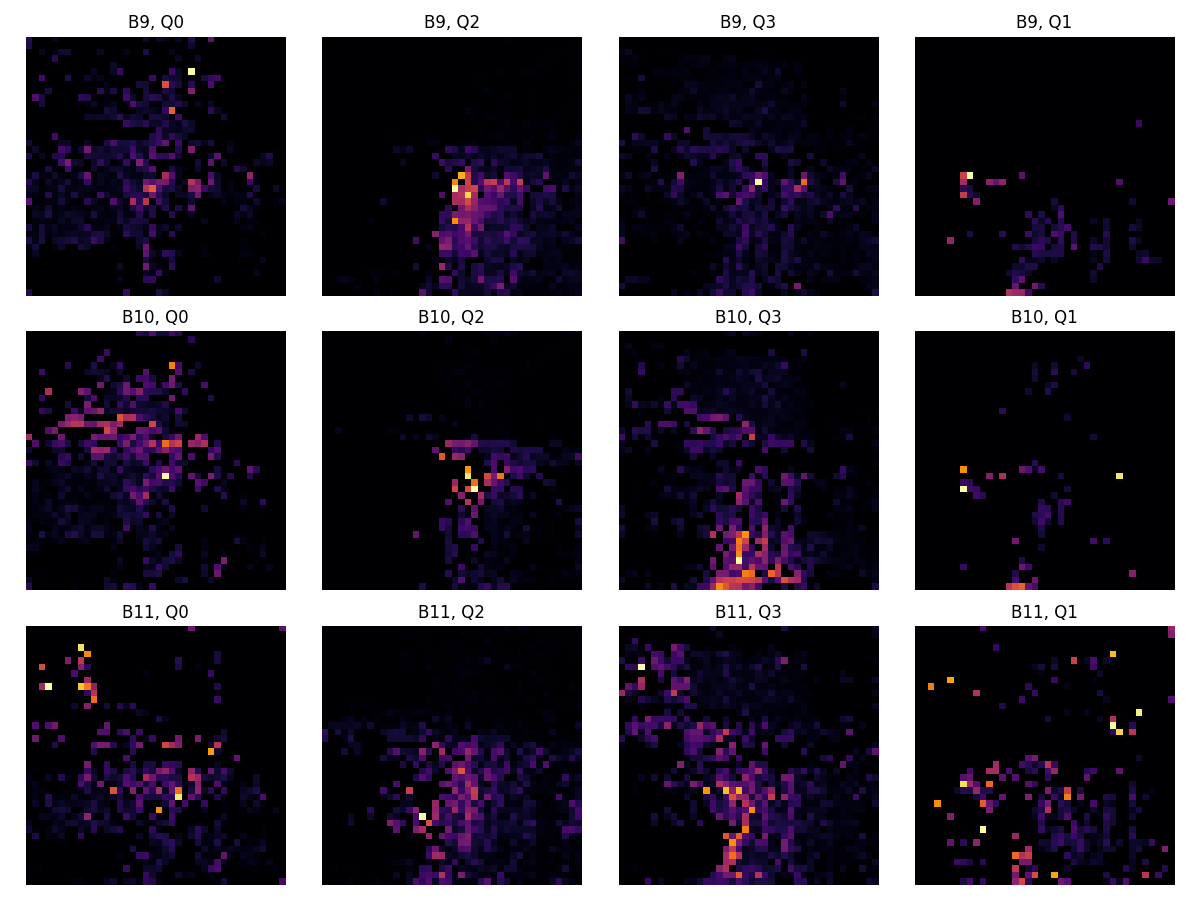 B9, Q0
B9, Q2
B9, Q3
B9, Q1
B10, Q0
B10, Q2
B10, Q3
B10, Q1
B11, Q0
B11, Q2
B11, Q3
B11, Q1